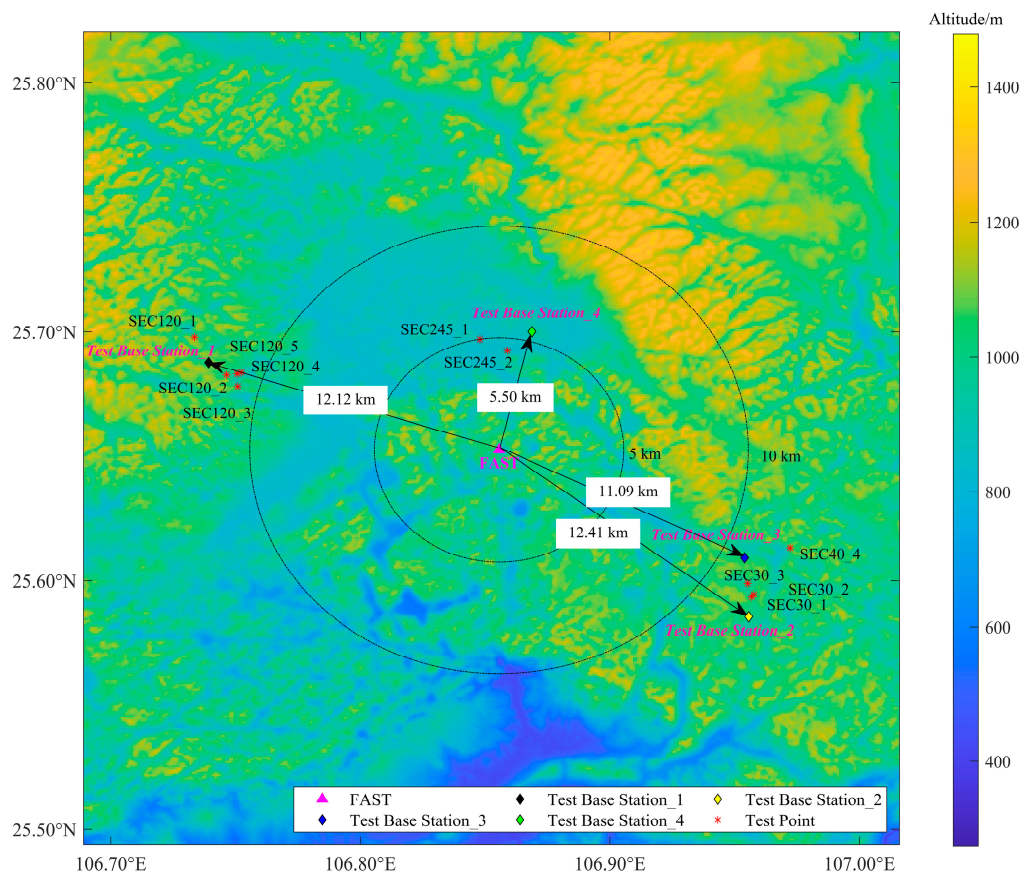 Altitude/m
25.80°N
1400
1200
Test Base Station_4
25.70°N
SEC120_1
SEC245_1
Test Base Station_1
SEC120_5
SEC245_2
SEC120_4
1000
SEC120_2
12.12 km
5.50 km
SEC120_3
5 km
10 km
FAST
11.09 km
800
12.41 km
Test Base Station_3
SEC40_4
25.60°N
SEC30_3
SEC30_2
SEC30_1
Test Base Station_2
600
400
FAST
Test Base Station_1
Test Base Station_2
Test Base Station_3
Test Base Station_4
Test Point
25.50°N
106.70°E
106.80°E
106.90°E
107.00°E